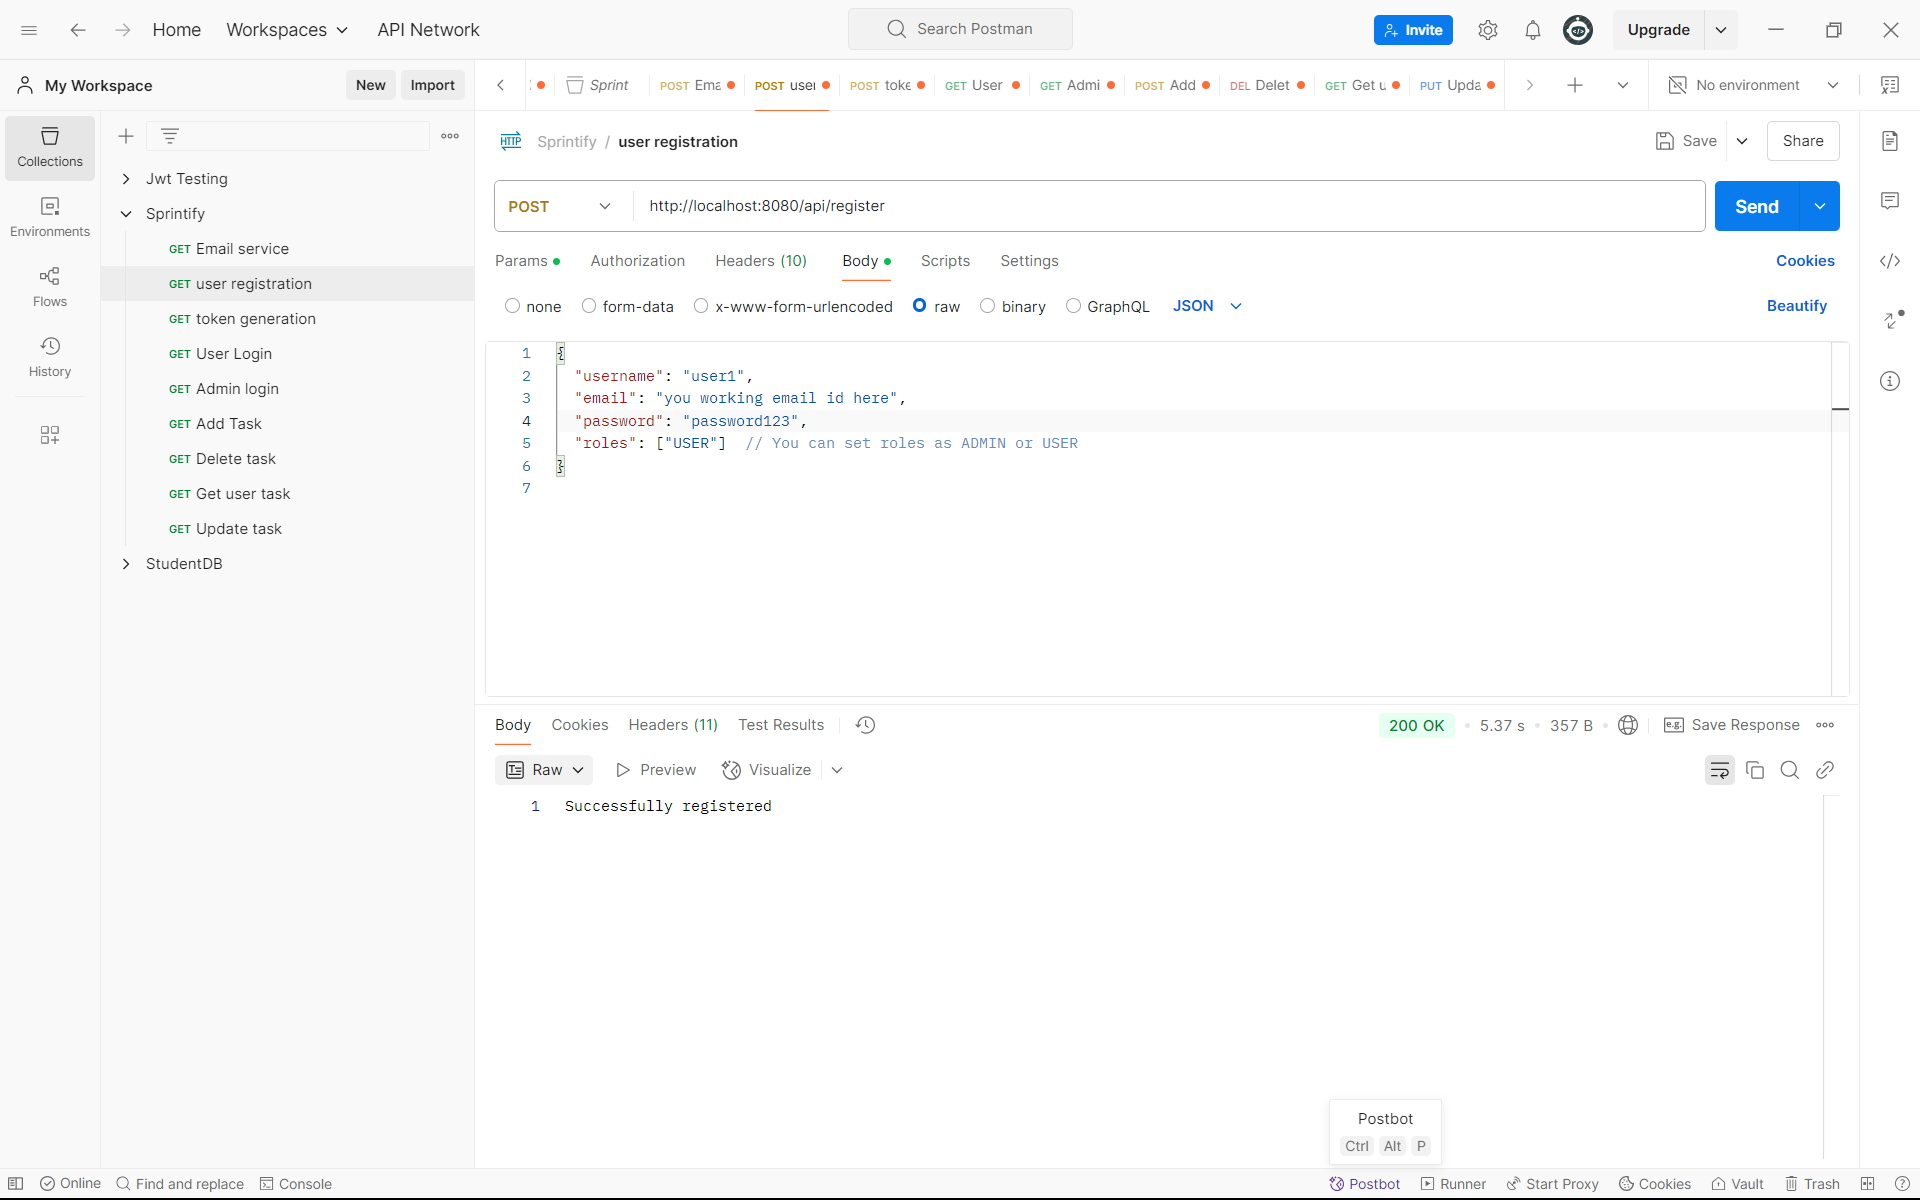 Home Workspaces API Network Search Postman Invite Upgrade
My Workspace New Import Sprint POST Ema POST user POST toke GET User GET Admi POST Add DEL Delet GET Get u PUT Upda No environment
Collections
Environments
Flows
History
Jwt Testing
Sprintify
GET Email service
GET user registration
GET token generation
GET User Login
GET Admin login
GET Add Task
GET Delete task
GET Get user task
GET Update task
StudentDB
HTTP Sprintify / user registration Save Share
POST http://localhost:8080/api/register Send
Params Authorization Headers (10) Body Scripts Settings Cookies
none form-data x-www-form-urlencoded raw binary GraphQL JSON Beautify
1 {
2 "username": "user1",
3 "email": "you working email id here",
4 "password": "password123",
5 "roles": ["USER"] // You can set roles as ADMIN or USER
6 }
7
Body Cookies Headers (11) Test Results 200 OK 5.37 s 357 B e.g. Save Response
Raw Preview Visualize
1 Successfully registered
Postbot
Ctrl Alt P
Online Find and replace Console Postbot Runner Start Proxy Cookies Vault Trash